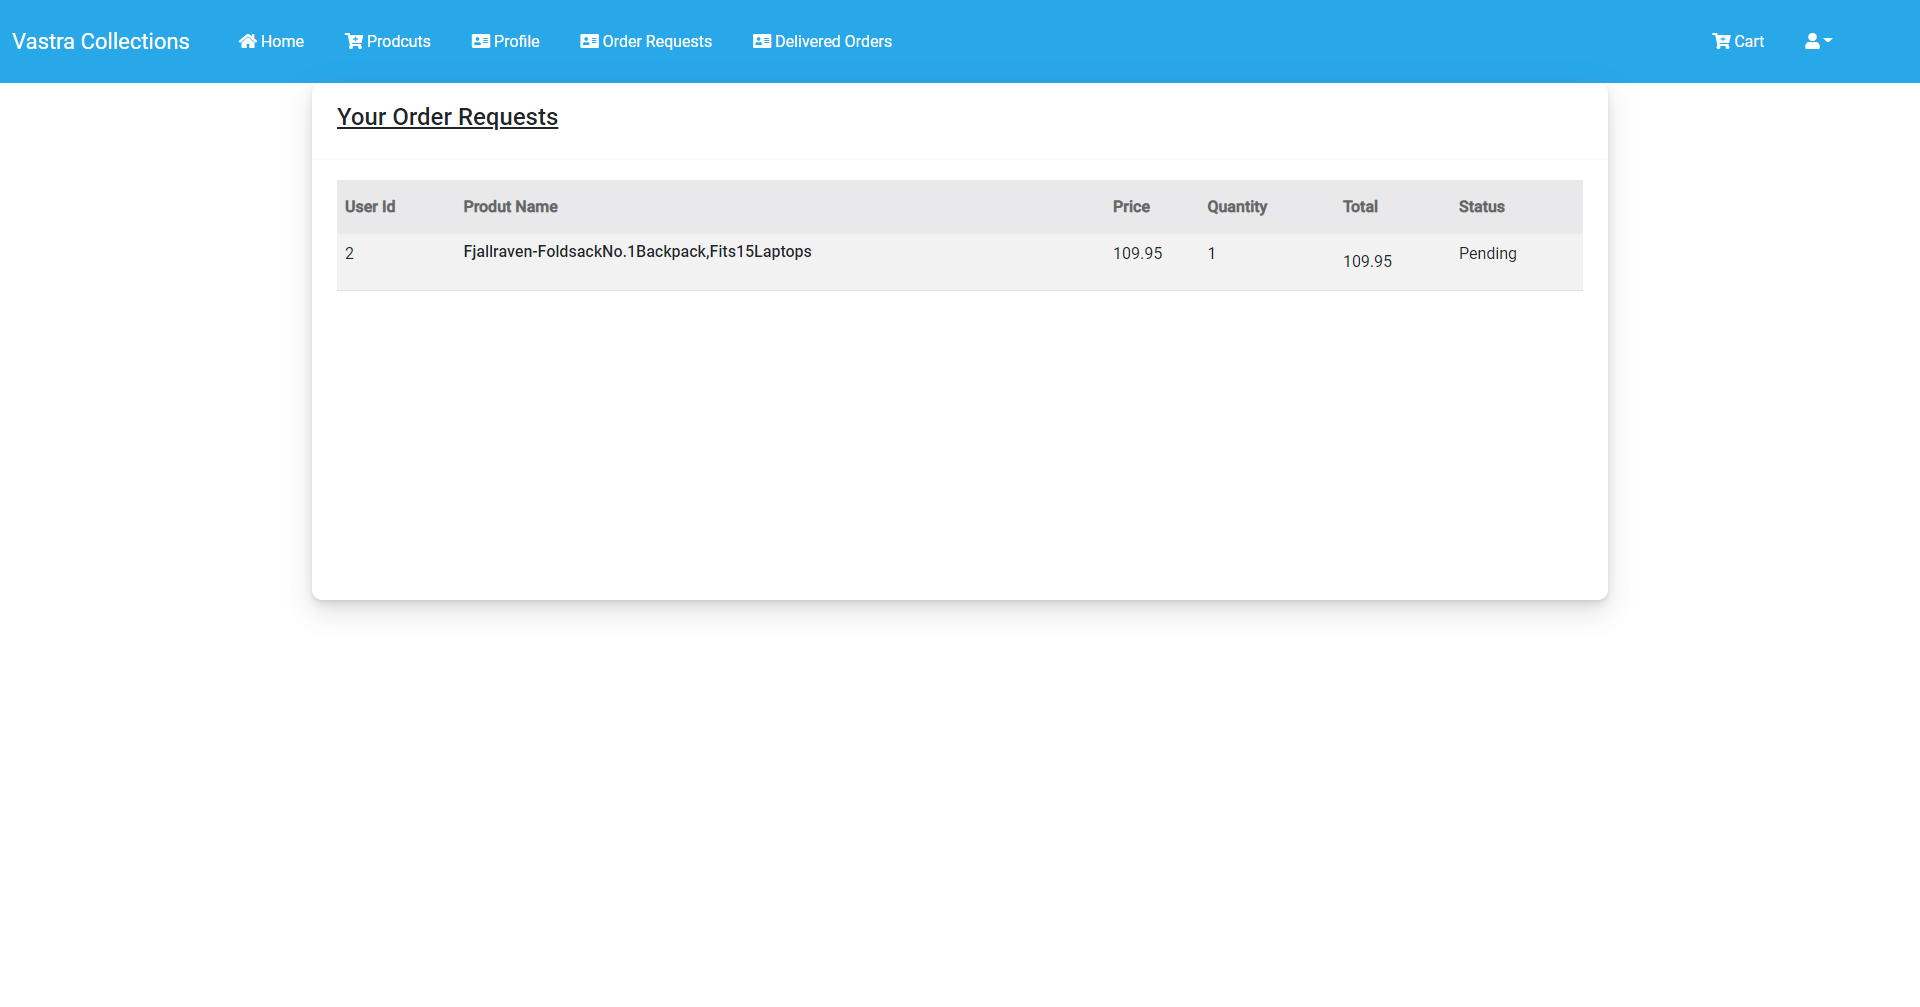 Vastra Collections Home Prodcuts Profile Order Requests Delivered Orders Cart
Your Order Requests
User Id Produt Name Price Quantity Total Status
2 Fjallraven-FoldsackNo.1Backpack,Fits15Laptops 109.95 1 109.95 Pending